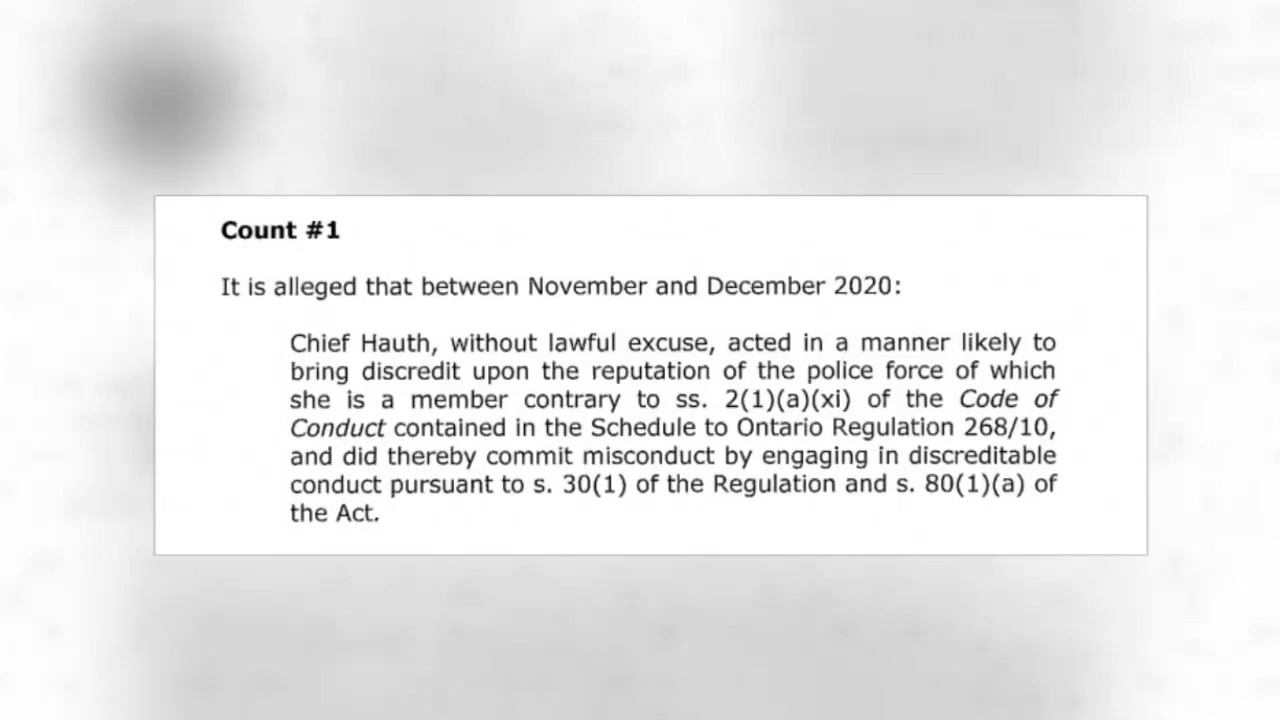 Count #1
It is alleged that between November and December 2020:
Chief Hauth, without lawful excuse, acted in a manner likely to
bring discredit upon the reputation of the police force of which
she is a member contrary to ss. 2(1)(a)(xi) of the Code of
Conduct contained in the Schedule to Ontario Regulation 268/10,
and did thereby commit misconduct by engaging in discreditable
conduct pursuant to s. 30(1) of the Regulation and s. 80(1)(a) of
the Act.